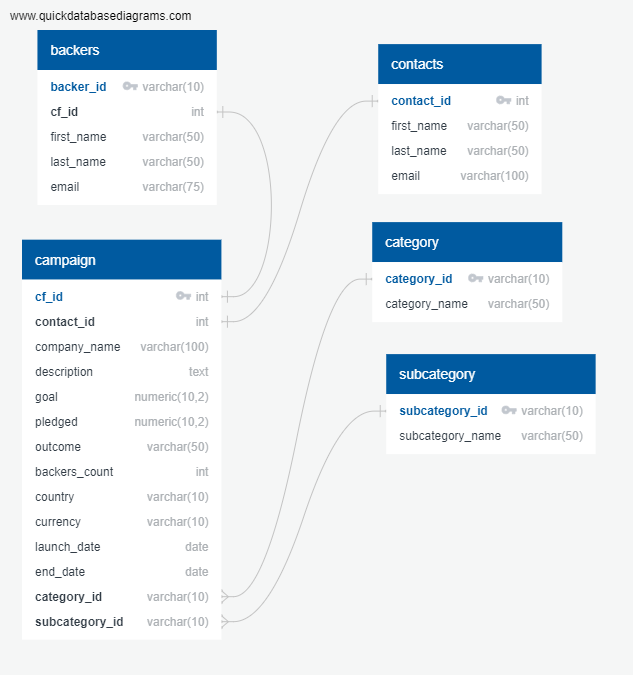 www.quickdatabasediagrams.com
backers
backer_id varchar(10)
cf_id int
first_name varchar(50)
last_name varchar(50)
email varchar(75)
contacts
contact_id int
first_name varchar(50)
last_name varchar(50)
email varchar(100)
campaign
cf_id int
contact_id int
company_name varchar(100)
description text
goal numeric(10,2)
pledged numeric(10,2)
outcome varchar(50)
backers_count int
country varchar(10)
currency varchar(10)
launch_date date
end_date date
category_id varchar(10)
subcategory_id varchar(10)
category
category_id varchar(10)
category_name varchar(50)
subcategory
subcategory_id varchar(10)
subcategory_name varchar(50)